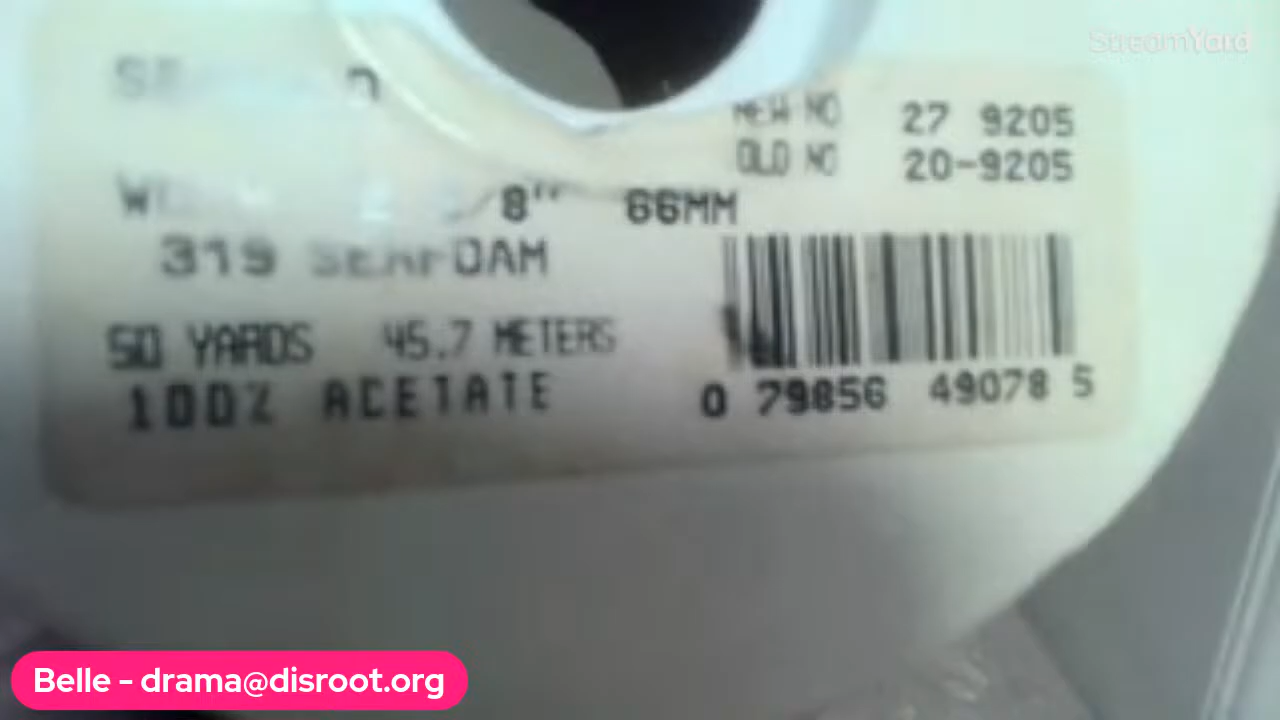 StreamYard
NEW NO 27 9205
OLD NO 20-9205
8" 66MM
319 SEAFOAM
50 YARDS 45.7 METERS
100% ACETATE
0 79856 49078 5
Belle - drama@disroot.org